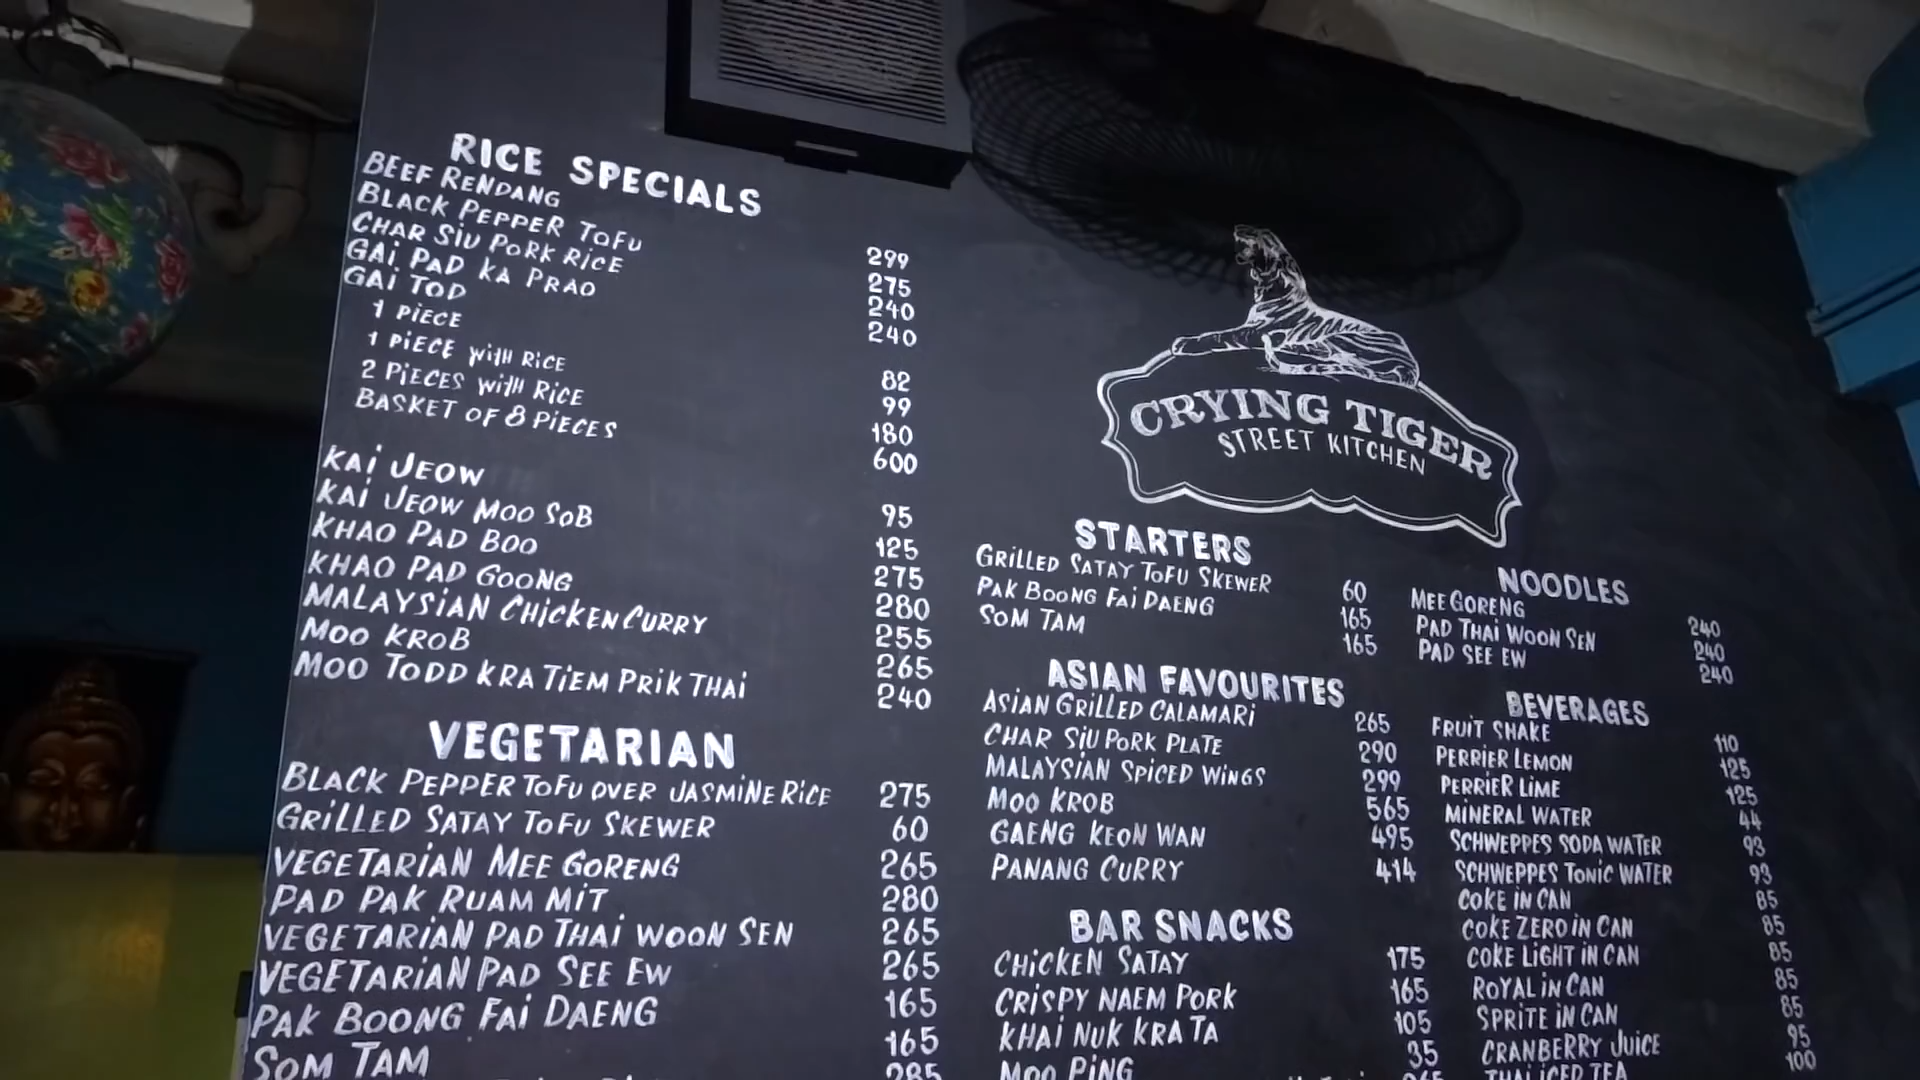 RICE SPECIALS
BEEF RENDANG 299
BLACK PEPPER TOFU 275
CHAR SIU PORK RICE 240
GAI PAD KA PRAO 240
GAI TOD
1 PIECE 82
1 PIECE WITH RICE 99
2 PIECES WITH RICE 180
BASKET OF 8 PIECES 600
KAI JEOW 95
KAI JEOW MOO SOB 125
KHAO PAD BOO 275
KHAO PAD GOONG 280
MALAYSIAN CHICKEN CURRY 255
MOO KROB 265
MOO TODD KRA TIEM PRIK THAI 240
VEGETARIAN
BLACK PEPPER TOFU OVER JASMINE RICE 275
GRILLED SATAY TOFU SKEWER 60
VEGETARIAN MEE GORENG 265
PAD PAK RUAM MIT 280
VEGETARIAN PAD THAI WOON SEN 265
VEGETARIAN PAD SEE EW 265
PAK BOONG FAI DAENG 165
SOM TAM 165
285
CRYING TIGER
STREET KITCHEN
STARTERS
GRILLED SATAY TOFU SKEWER 60
PAK BOONG FAI DAENG 165
SOM TAM 165
ASIAN FAVOURITES
ASIAN GRILLED CALAMARI 265
CHAR SIU PORK PLATE 290
MALAYSIAN SPICED WINGS 299
MOO KROB 565
GAENG KEON WAN 495
PANANG CURRY 414
BAR SNACKS
CHICKEN SATAY 175
CRISPY NAEM PORK 165
KHAI NUK KRA TA 105
MOO PING 35
NOODLES
MEE GORENG 240
PAD THAI WOON SEN 240
PAD SEE EW 240
BEVERAGES
FRUIT SHAKE 110
PERRIER LEMON 125
PERRIER LIME 125
MINERAL WATER 44
SCHWEPPES SODA WATER 93
SCHWEPPES TONIC WATER 93
COKE IN CAN 85
COKE ZERO IN CAN 85
COKE LIGHT IN CAN 85
ROYAL IN CAN 85
SPRITE IN CAN 85
CRANBERRY JUICE 95
THAI ICED TEA 100